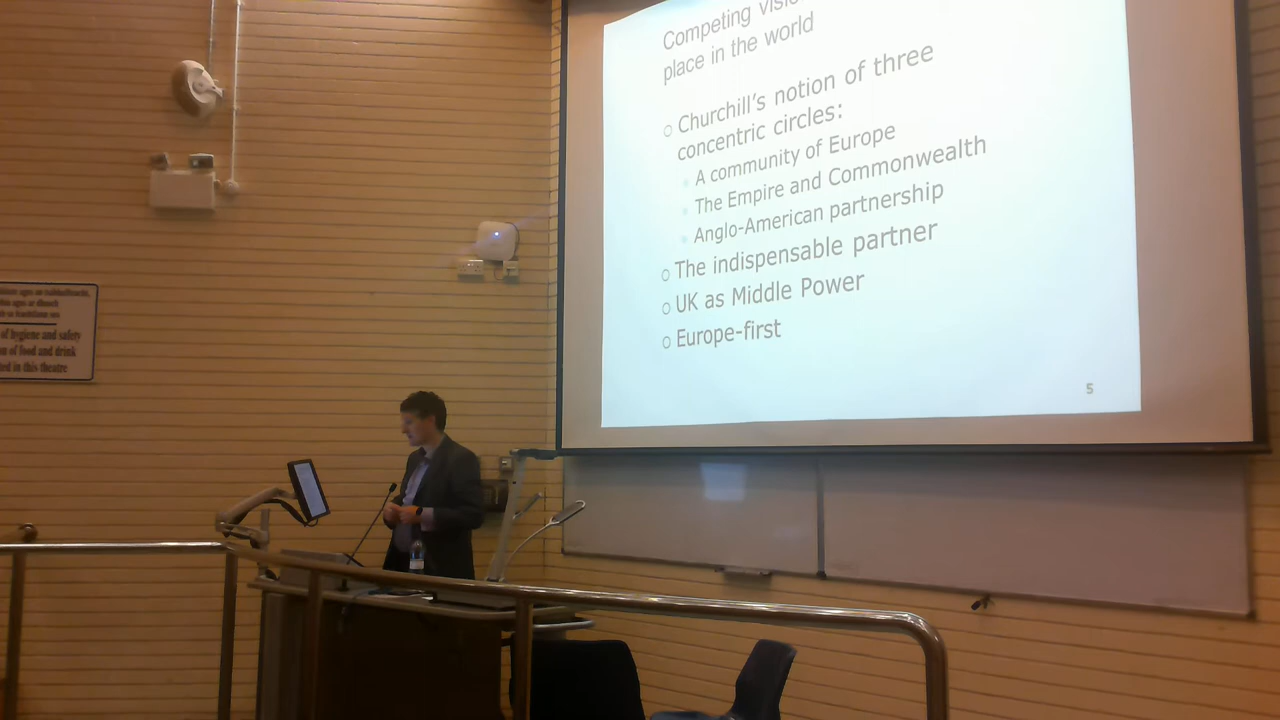 Competing
place in the world
Churchill's notion of three
concentric circles:
A community of Europe
The Empire and Commonwealth
Anglo-American partnership
The indispensable partner
UK as Middle Power
Europe-first
5
of hygiene and safety
of food and drink
in this theatre